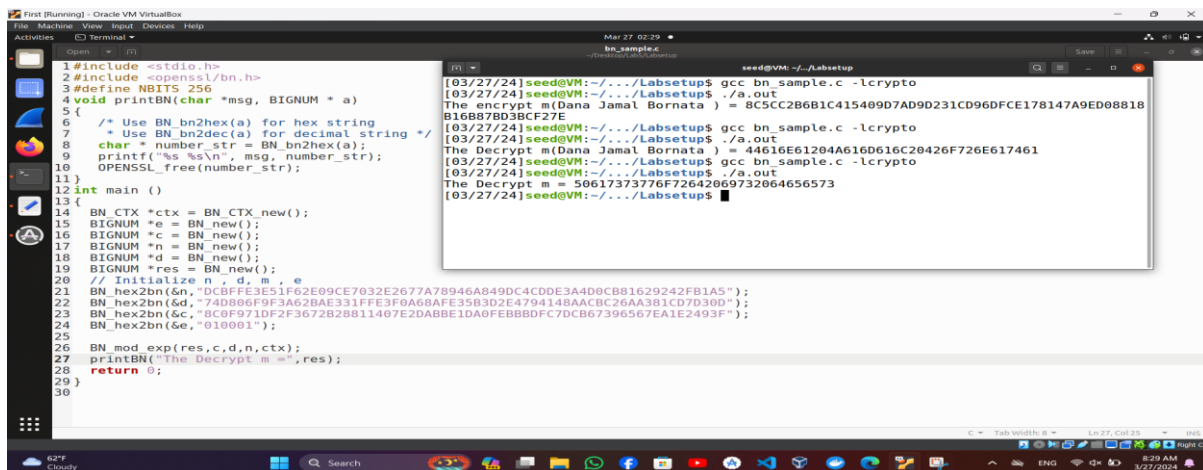 First [Running] - Oracle VM VirtualBox
File Machine View Input Devices Help
Activities Terminal Mar 27 02:29
Open bn_sample.c Save
~/Desktop/Lab5/Labsetup
1 #include <stdio.h>
2 #include <openssl/bn.h>
3 #define NBITS 256
4 void printBN(char *msg, BIGNUM * a)
5 {
6 /* Use BN_bn2hex(a) for hex string
7 * Use BN_bn2dec(a) for decimal string */
8 char * number_str = BN_bn2hex(a);
9 printf("%s %s\n", msg, number_str);
10 OPENSSL_free(number_str);
11 }
12 int main ()
13 {
14 BN_CTX *ctx = BN_CTX_new();
15 BIGNUM *e = BN_new();
16 BIGNUM *c = BN_new();
17 BIGNUM *n = BN_new();
18 BIGNUM *d = BN_new();
19 BIGNUM *res = BN_new();
20 // Initialize n , d, m , e
21 BN_hex2bn(&n,"DCBFFE3E51F62E09CE7032E2677A78946A849DC4CDDE3A4D0CB81629242FB1A5");
22 BN_hex2bn(&d,"74D806F9F3A62BAE331FFE3F0A68AFE35B3D2E4794148AACBC26AA381CD7D30D");
23 BN_hex2bn(&c,"8C0F971DF2F3672B28811407E2DABBE1DA0FEBBBDFC7DCB67396567EA1E2493F");
24 BN_hex2bn(&e,"010001");
25
26 BN_mod_exp(res,c,d,n,ctx);
27 printBN("The Decrypt m =",res);
28 return 0;
29 }
30
seed@VM: ~/.../Labsetup
[03/27/24]seed@VM:~/.../Labsetup$ gcc bn_sample.c -lcrypto
[03/27/24]seed@VM:~/.../Labsetup$ ./a.out
The encrypt m(Dana Jamal Bornata ) = 8C5CC2B6B1C415409D7AD9D231CD96DFCE178147A9ED08818
B16B87BD3BCF27E
[03/27/24]seed@VM:~/.../Labsetup$ gcc bn_sample.c -lcrypto
[03/27/24]seed@VM:~/.../Labsetup$ ./a.out
The Decrypt m(Dana Jamal Bornata ) = 44616E61204A616D616C20426F726E617461
[03/27/24]seed@VM:~/.../Labsetup$ gcc bn_sample.c -lcrypto
[03/27/24]seed@VM:~/.../Labsetup$ ./a.out
The Decrypt m = 50617373776F72642069732064656573
[03/27/24]seed@VM:~/.../Labsetup$
C Tab Width: 8 Ln 27, Col 25 INS
Right C
62°F
Cloudy
Search
ENG
8:29 AM
3/27/2024